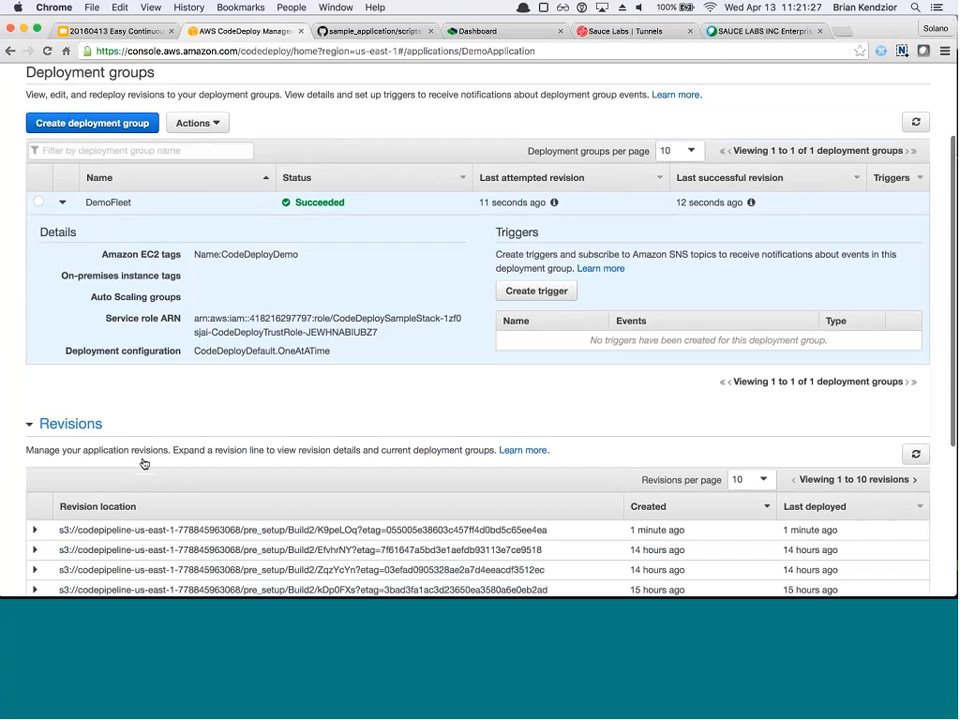 Chrome File Edit View History Bookmarks People Window Help 100% Wed Apr 13 11:21:27 Brian Kendzior
20160413 Easy Continuous AWS CodeDeploy Manage sample_application/scripts Dashboard Sauce Labs | Tunnels SAUCE LABS INC Enterpris Solano
https://console.aws.amazon.com/codedeploy/home?region=us-east-1#/applications/DemoApplication
Deployment groups
View, edit, and redeploy revisions to your deployment groups. View details and set up triggers to receive notifications about deployment group events. Learn more.
Create deployment group Actions
Filter by deployment group name Deployment groups per page 10 Viewing 1 to 1 of 1 deployment groups
Name Status Last attempted revision Last successful revision Triggers
DemoFleet Succeeded 11 seconds ago 12 seconds ago
Details Triggers
Amazon EC2 tags Name:CodeDeployDemo Create triggers and subscribe to Amazon SNS topics to receive notifications about events in this
On-premises instance tags deployment group. Learn more
Auto Scaling groups Create trigger
Service role ARN arn:aws:iam::418216297797:role/CodeDeploySampleStack-1zf0 Name Events Type
sjai-CodeDeployTrustRole-JEWHNABIUBZ7 No triggers have been created for this deployment group.
Deployment configuration CodeDeployDefault.OneAtATime
Viewing 1 to 1 of 1 deployment groups
Revisions
Manage your application revisions. Expand a revision line to view revision details and current deployment groups. Learn more.
Revisions per page 10 Viewing 1 to 10 revisions
Revision location Created Last deployed
s3://codepipeline-us-east-1-778845963068/pre_setup/Build2/K9peLOq?etag=055005e38603c457ff4d0bd5c65ee4ea 1 minute ago 1 minute ago
s3://codepipeline-us-east-1-778845963068/pre_setup/Build2/EfvhrNY?etag=7f61647a5bd3e1aefdb93113e7ce9518 14 hours ago 14 hours ago
s3://codepipeline-us-east-1-778845963068/pre_setup/Build2/ZqzYcYn?etag=03efad0905328ae2a7d4eeacdf3512ec 14 hours ago 14 hours ago
s3://codepipeline-us-east-1-778845963068/pre_setup/Build2/kDp0FXs?etag=3bad3fa1ac3d23650ea3580a6e0eb2ad 15 hours ago 15 hours ago